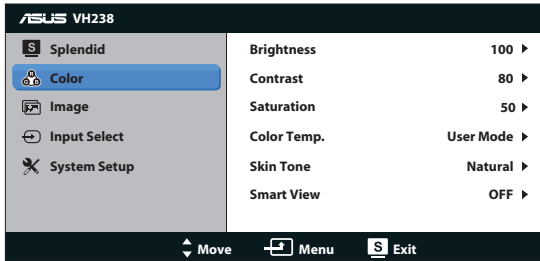 ASUS VH238
S Splendid
Color
Image
Input Select
System Setup
Brightness 100
Contrast 80
Saturation 50
Color Temp. User Mode
Skin Tone Natural
Smart View OFF
Move Menu S Exit